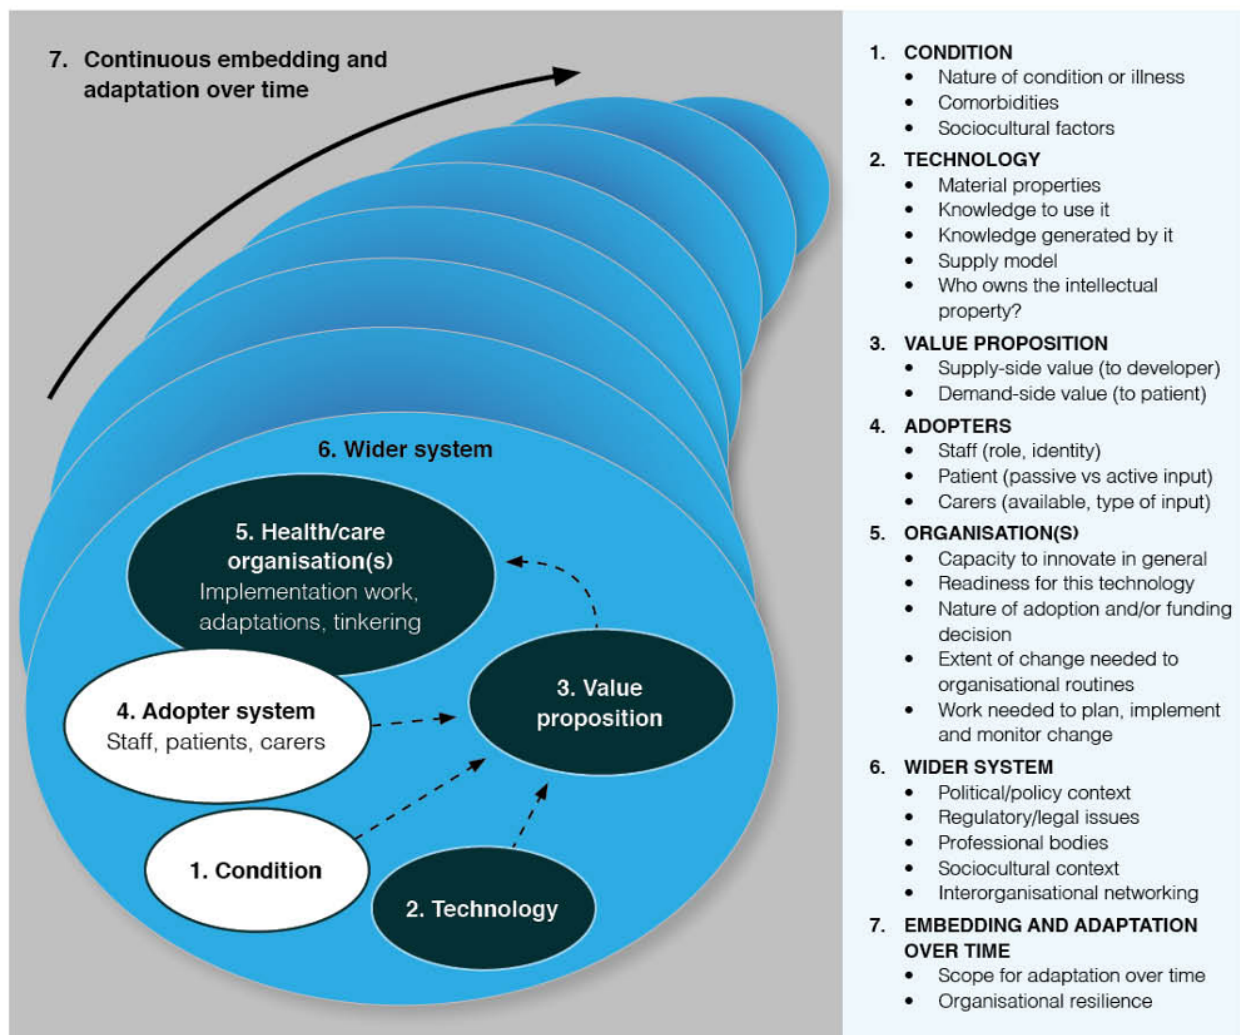 7. Continuous embedding and
adaptation over time
6. Wider system
5. Health/care
organisation(s)
Implementation work,
adaptations, tinkering
4. Adopter system
Staff, patients, carers
3. Value
proposition
1. Condition
2. Technology
1. CONDITION
• Nature of condition or illness
• Comorbidities
• Sociocultural factors
2. TECHNOLOGY
• Material properties
• Knowledge to use it
• Knowledge generated by it
• Supply model
• Who owns the intellectual
property?
3. VALUE PROPOSITION
• Supply-side value (to developer)
• Demand-side value (to patient)
4. ADOPTERS
• Staff (role, identity)
• Patient (passive vs active input)
• Carers (available, type of input)
5. ORGANISATION(S)
• Capacity to innovate in general
• Readiness for this technology
• Nature of adoption and/or funding
decision
• Extent of change needed to
organisational routines
• Work needed to plan, implement
and monitor change
6. WIDER SYSTEM
• Political/policy context
• Regulatory/legal issues
• Professional bodies
• Sociocultural context
• Interorganisational networking
7. EMBEDDING AND ADAPTATION
OVER TIME
• Scope for adaptation over time
• Organisational resilience